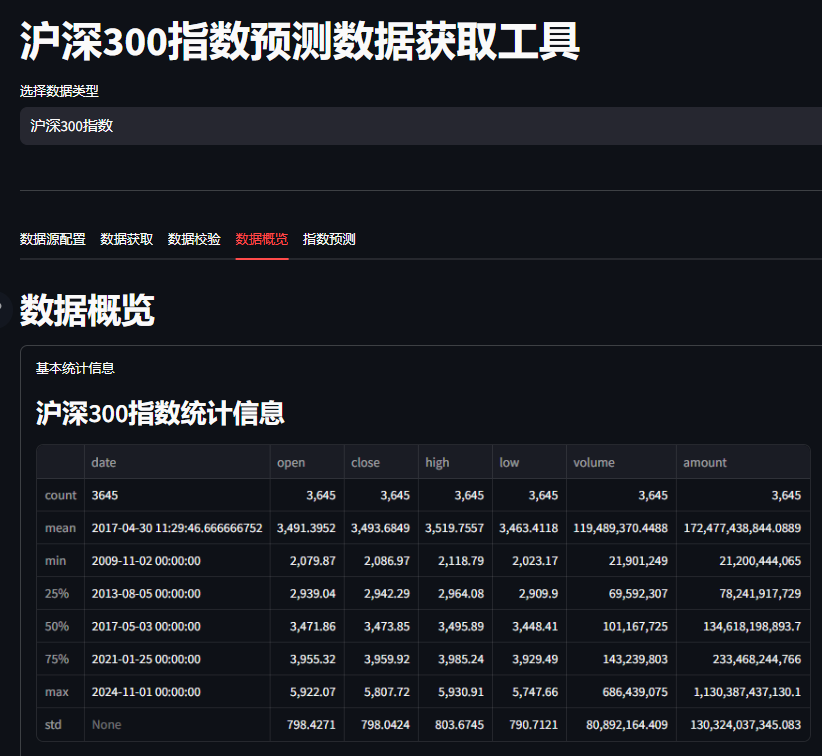 沪深300指数预测数据获取工具
选择数据类型
沪深300指数
数据源配置 数据获取 数据校验 数据概览 指数预测
数据概览
基本统计信息
沪深300指数统计信息
date open close high low volume amount
count 3645 3,645 3,645 3,645 3,645 3,645 3,645
mean 2017-04-30 11:29:46.666666752 3,491.3952 3,493.6849 3,519.7557 3,463.4118 119,489,370.4488 172,477,438,844.0889
min 2009-11-02 00:00:00 2,079.87 2,086.97 2,118.79 2,023.17 21,901,249 21,200,444,065
25% 2013-08-05 00:00:00 2,939.04 2,942.29 2,964.08 2,909.9 69,592,307 78,241,917,729
50% 2017-05-03 00:00:00 3,471.86 3,473.85 3,495.89 3,448.41 101,167,725 134,618,198,893.7
75% 2021-01-25 00:00:00 3,955.32 3,959.92 3,985.24 3,929.49 143,239,803 233,468,244,766
max 2024-11-01 00:00:00 5,922.07 5,807.72 5,930.91 5,747.66 686,439,075 1,130,387,437,130.1
std None 798.4271 798.0424 803.6745 790.7121 80,892,164.409 130,324,037,345.083